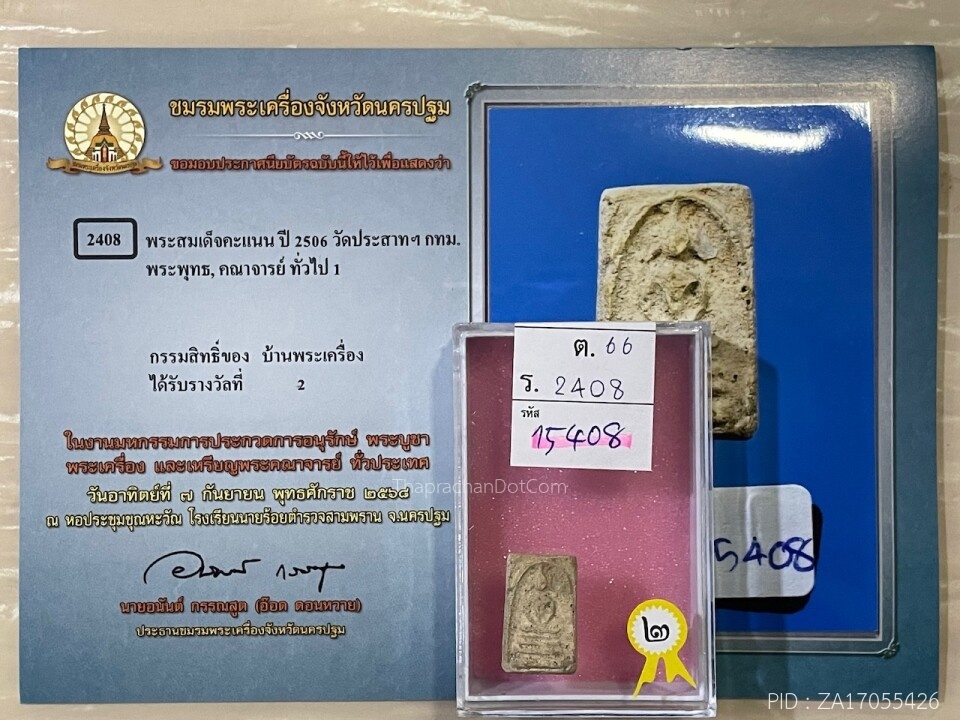 ชมรมพระเครื่องจังหวัดนครปฐม
ขอมอบประกาศนียบัตรฉบับนี้ให้ไว้เพื่อแสดงว่า
2408
พระสมเด็จคะแนน ปี 2506 วัดประสาทฯ กทม.
พระพุทธ, คณาจารย์ ทั่วไป 1
กรรมสิทธิ์ของ บ้านพระเครื่อง
ได้รับรางวัลที่ 2
ในงานมหกรรมการประกวดการอนุรักษ์ พระบูชา
พระเครื่อง และเหรียญพระคณาจารย์ ทั่วประเทศ
วันอาทิตย์ที่ ๗ กันยายน พุทธศักราช ๒๕๖๘
ณ หอประชุมชุณหะวัณ โรงเรียนนายร้อยตำรวจสามพราน จ.นครปฐม
นายอนันต์ กรรณสูต (อ๊อด ดอนหวาย)
ประธานชมรมพระเครื่องจังหวัดนครปฐม
ต. 66
ร. 2408
รหัส
15408
ThaprachanDotCom
5408
๒
PID : ZA17055426